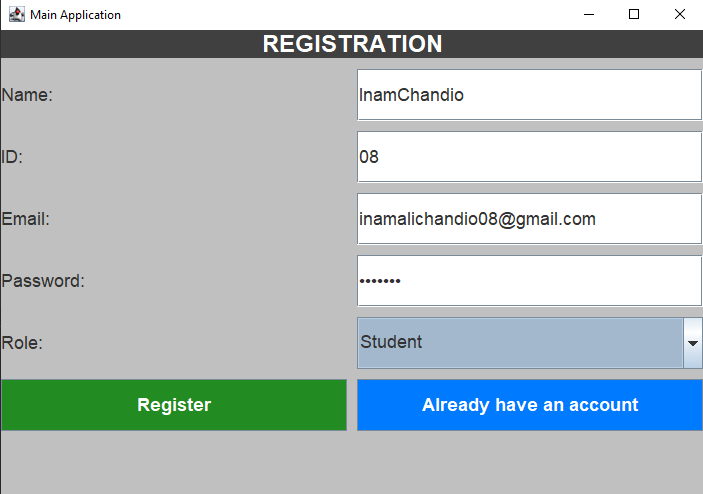 Main Application
REGISTRATION
Name: InamChandio
ID: 08
Email: inamalichandio08@gmail.com
Password: •••••••
Role: Student
Register Already have an account